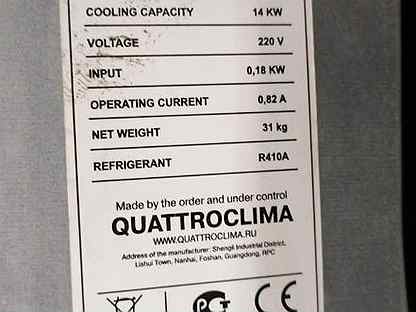 COOLING CAPACITY 14 KW
VOLTAGE 220 V
INPUT 0,18 KW
OPERATING CURRENT 0,82 A
NET WEIGHT 31 kg
REFRIGERANT R410A
Made by the order and under control
QUATTROCLIMA
WWW.QUATTROCLIMA.RU
Address of the manufacturer: Shengli Industrial District,
Lishui Town, Nanhai, Foshan, Guangdong, RPC
РСТ CE